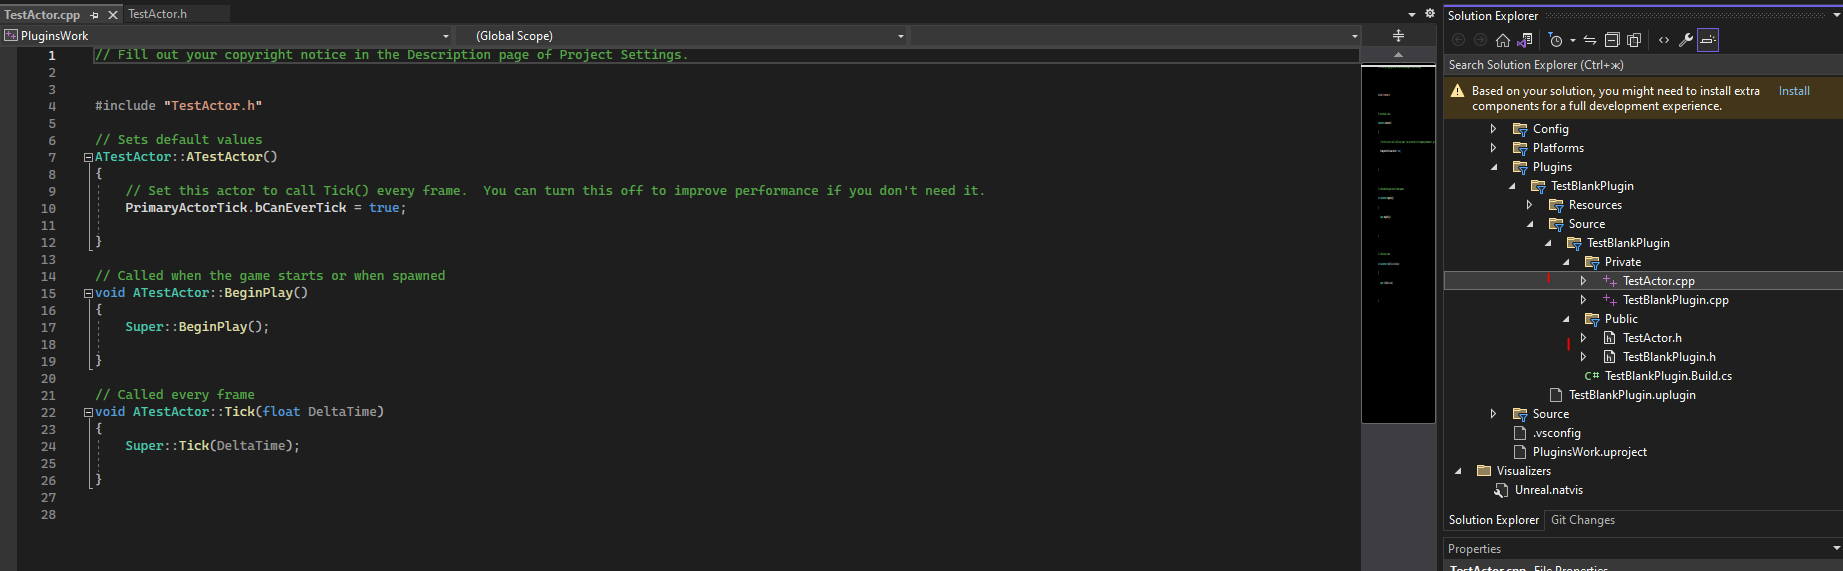 TestActor.cpp
TestActor.h
PluginsWork
(Global Scope)
1 // Fill out your copyright notice in the Description page of Project Settings.
2
3
4 #include "TestActor.h"
5
6 // Sets default values
7 ATestActor::ATestActor()
8 {
9 // Set this actor to call Tick() every frame.  You can turn this off to improve performance if you don't need it.
10 PrimaryActorTick.bCanEverTick = true;
11
12 }
13
14 // Called when the game starts or when spawned
15 void ATestActor::BeginPlay()
16 {
17 Super::BeginPlay();
18
19 }
20
21 // Called every frame
22 void ATestActor::Tick(float DeltaTime)
23 {
24 Super::Tick(DeltaTime);
25
26 }
27
28
Solution Explorer
Search Solution Explorer (Ctrl+ж)
Based on your solution, you might need to install extra Install
components for a full development experience.
Config
Platforms
Plugins
TestBlankPlugin
Resources
Source
TestBlankPlugin
Private
TestActor.cpp
TestBlankPlugin.cpp
Public
TestActor.h
TestBlankPlugin.h
C# TestBlankPlugin.Build.cs
TestBlankPlugin.uplugin
Source
.vsconfig
PluginsWork.uproject
Visualizers
Unreal.natvis
Solution Explorer Git Changes
Properties
TestActor.cpp File Properties